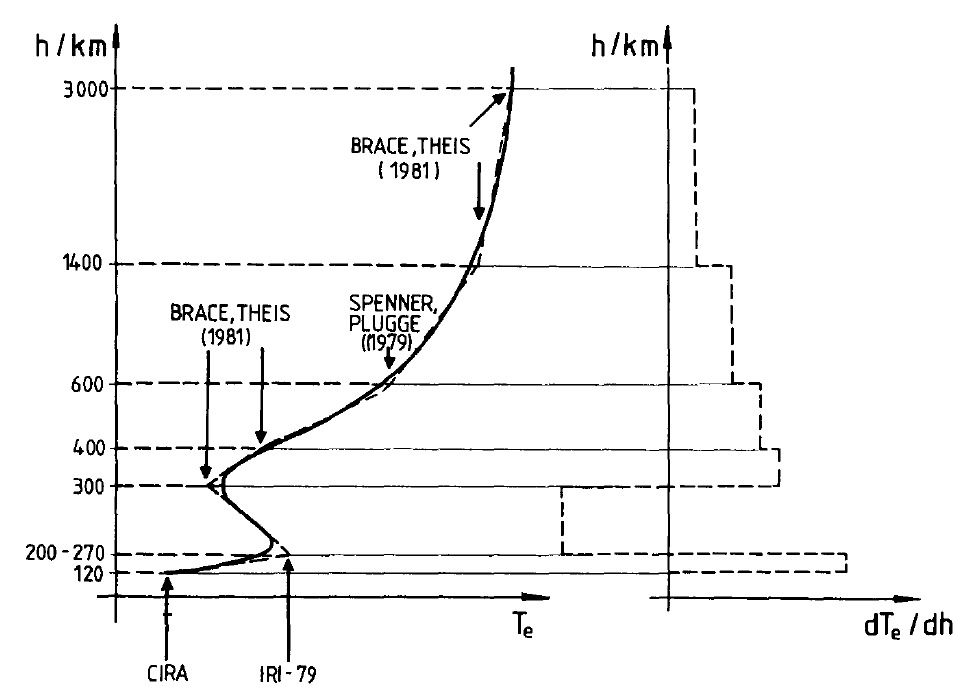 h/km
h/km
3000
BRACE,THEIS
(1981)
1400
BRACE,THEIS
(1981)
SPENNER,
PLUGGE
(1979)
600
400
300
200-270
120
Te
dTe/dh
CIRA
IRI-79